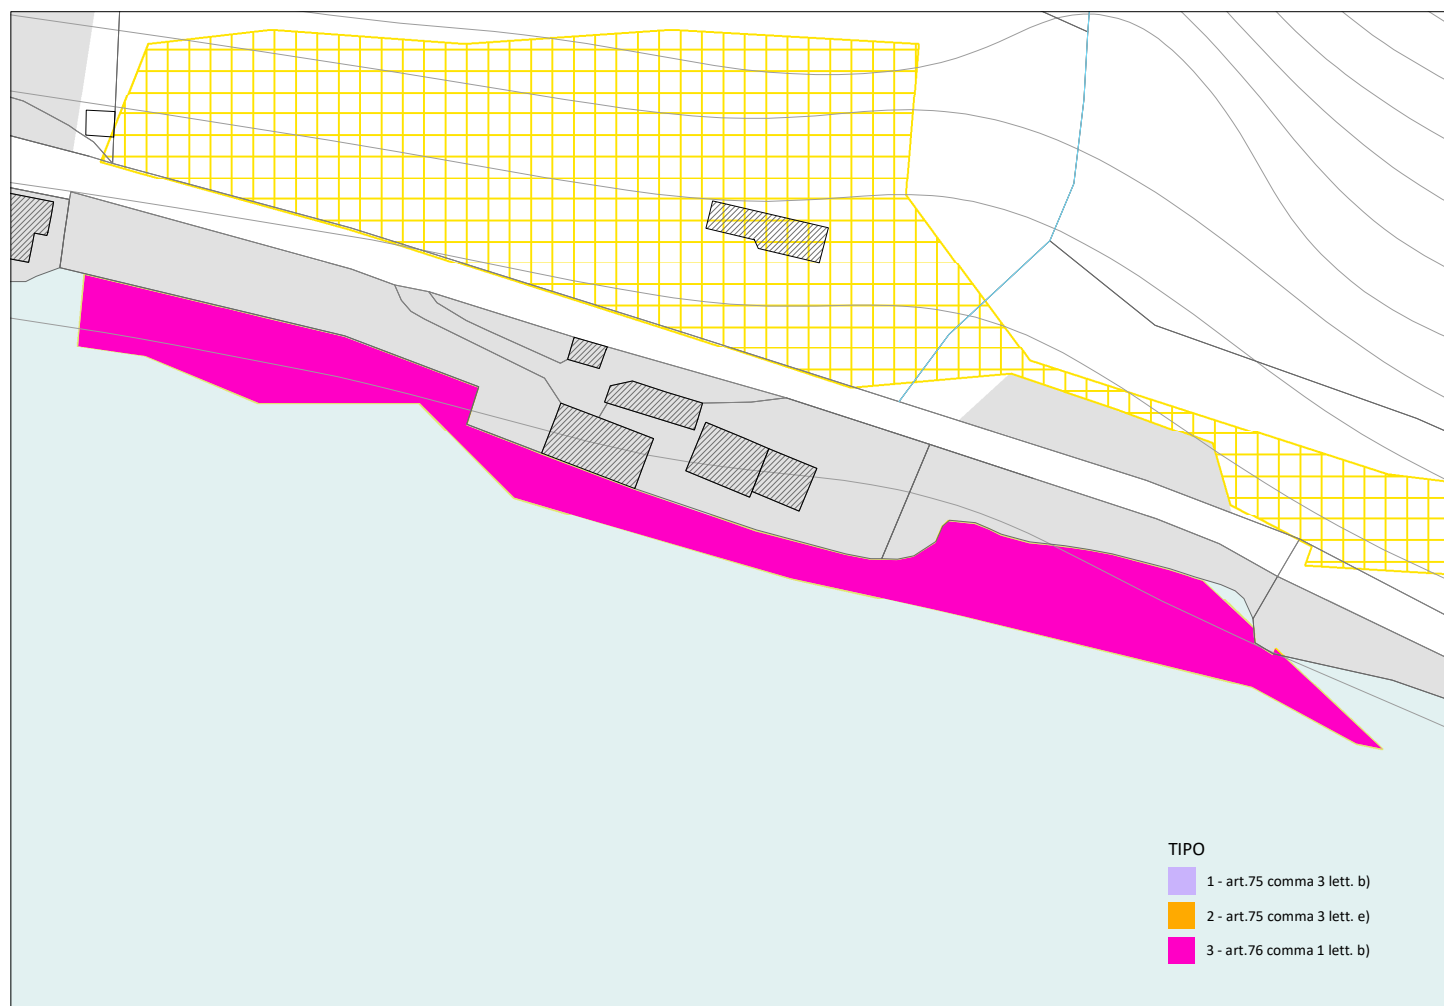 TIPO
1 - art.75 comma 3 lett. b)
2 - art.75 comma 3 lett. e)
3 - art.76 comma 1 lett. b)